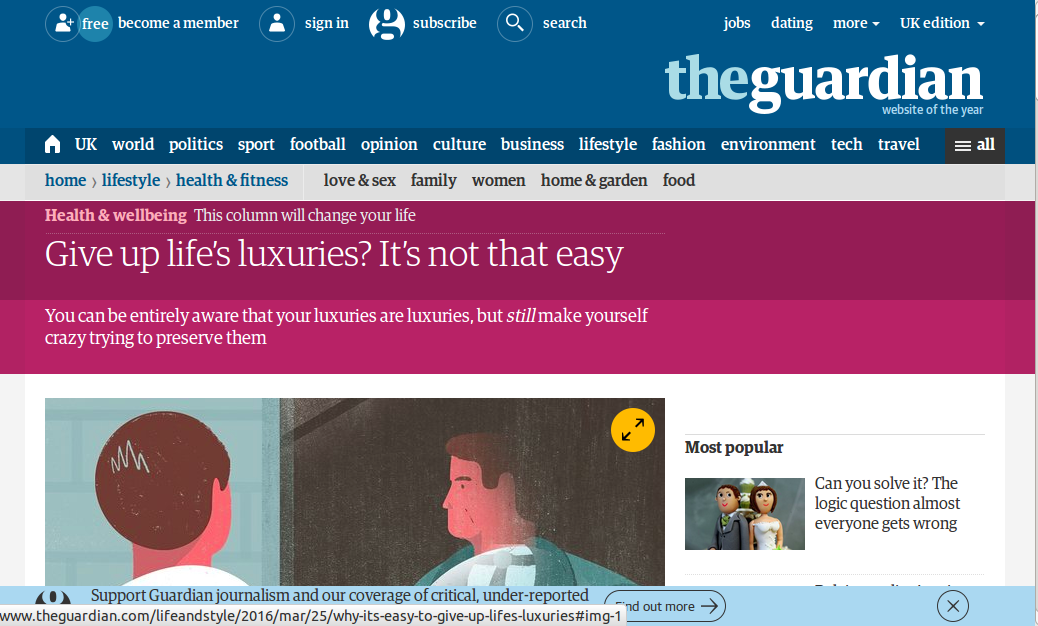 free become a member sign in subscribe search jobs dating more UK edition
theguardian
website of the year
UK world politics sport football opinion culture business lifestyle fashion environment tech travel all
home › lifestyle › health & fitness love & sex family women home & garden food
Health & wellbeing This column will change your life
Give up life's luxuries? It's not that easy
You can be entirely aware that your luxuries are luxuries, but still make yourself
crazy trying to preserve them
Most popular
Can you solve it? The
logic question almost
everyone gets wrong
Support Guardian journalism and our coverage of critical, under-reported
Find out more
www.theguardian.com/lifeandstyle/2016/mar/25/why-its-easy-to-give-up-lifes-luxuries#img-1